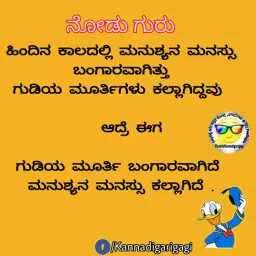 ನೋಡು ಗುರು
ಹಿಂದಿನ ಕಾಲದಲ್ಲಿ ಮನುಶ್ಯನ ಮನಸ್ಸು
ಬಂಗಾರವಾಗಿತ್ತು
ಗುಡಿಯ ಮೂರ್ತಿಗಳು ಕಲ್ಲಾಗಿದ್ದವು
ಆದ್ರೆ ಈಗ
ಗುಡಿಯ ಮೂರ್ತಿ ಬಂಗಾರವಾಗಿದೆ
ಮನುಶ್ಯನ ಮನಸ್ಸು ಕಲ್ಲಾಗಿದೆ .
f /Kannadigarigagi